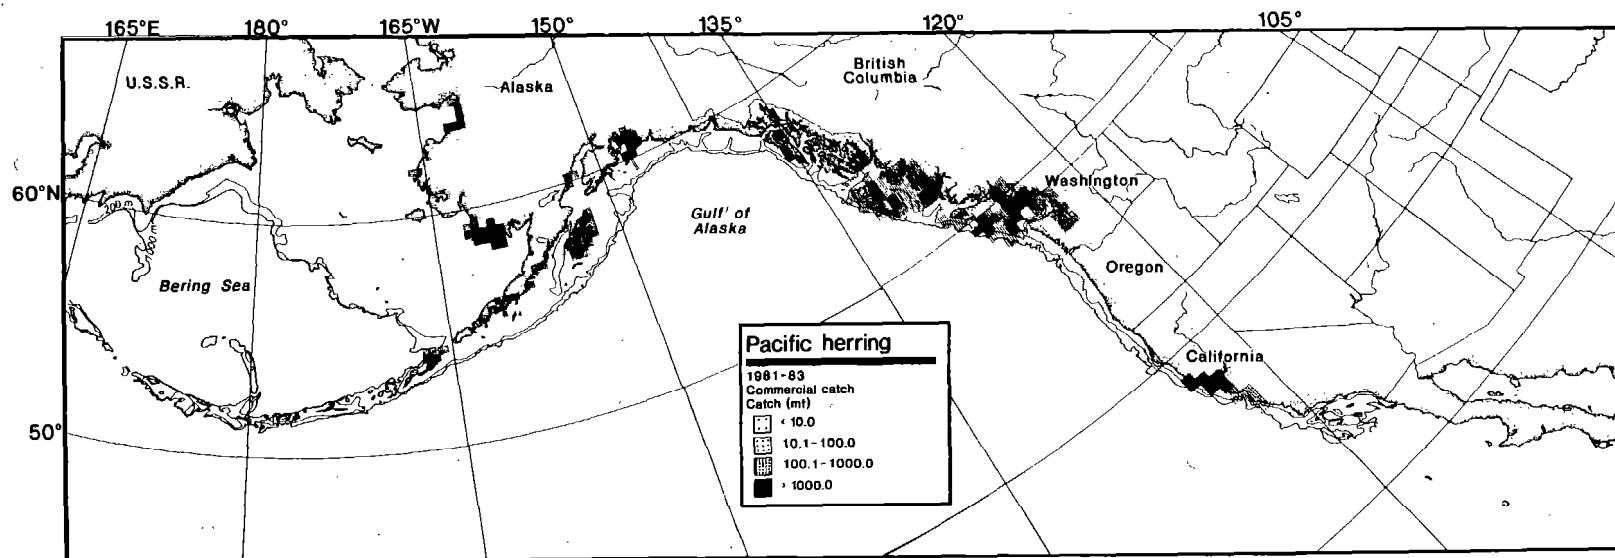 165°E 180° 165°W 150° 135° 120° 105°
U.S.S.R.
Alaska
British
Columbia
60°N
200 m
1000 m
Washington
Gulf of
Alaska
Bering Sea
Oregon
50°
California
Pacific herring
1981-83
Commercial catch
Catch (mt)
< 10.0
10.1-100.0
100.1-1000.0
> 1000.0